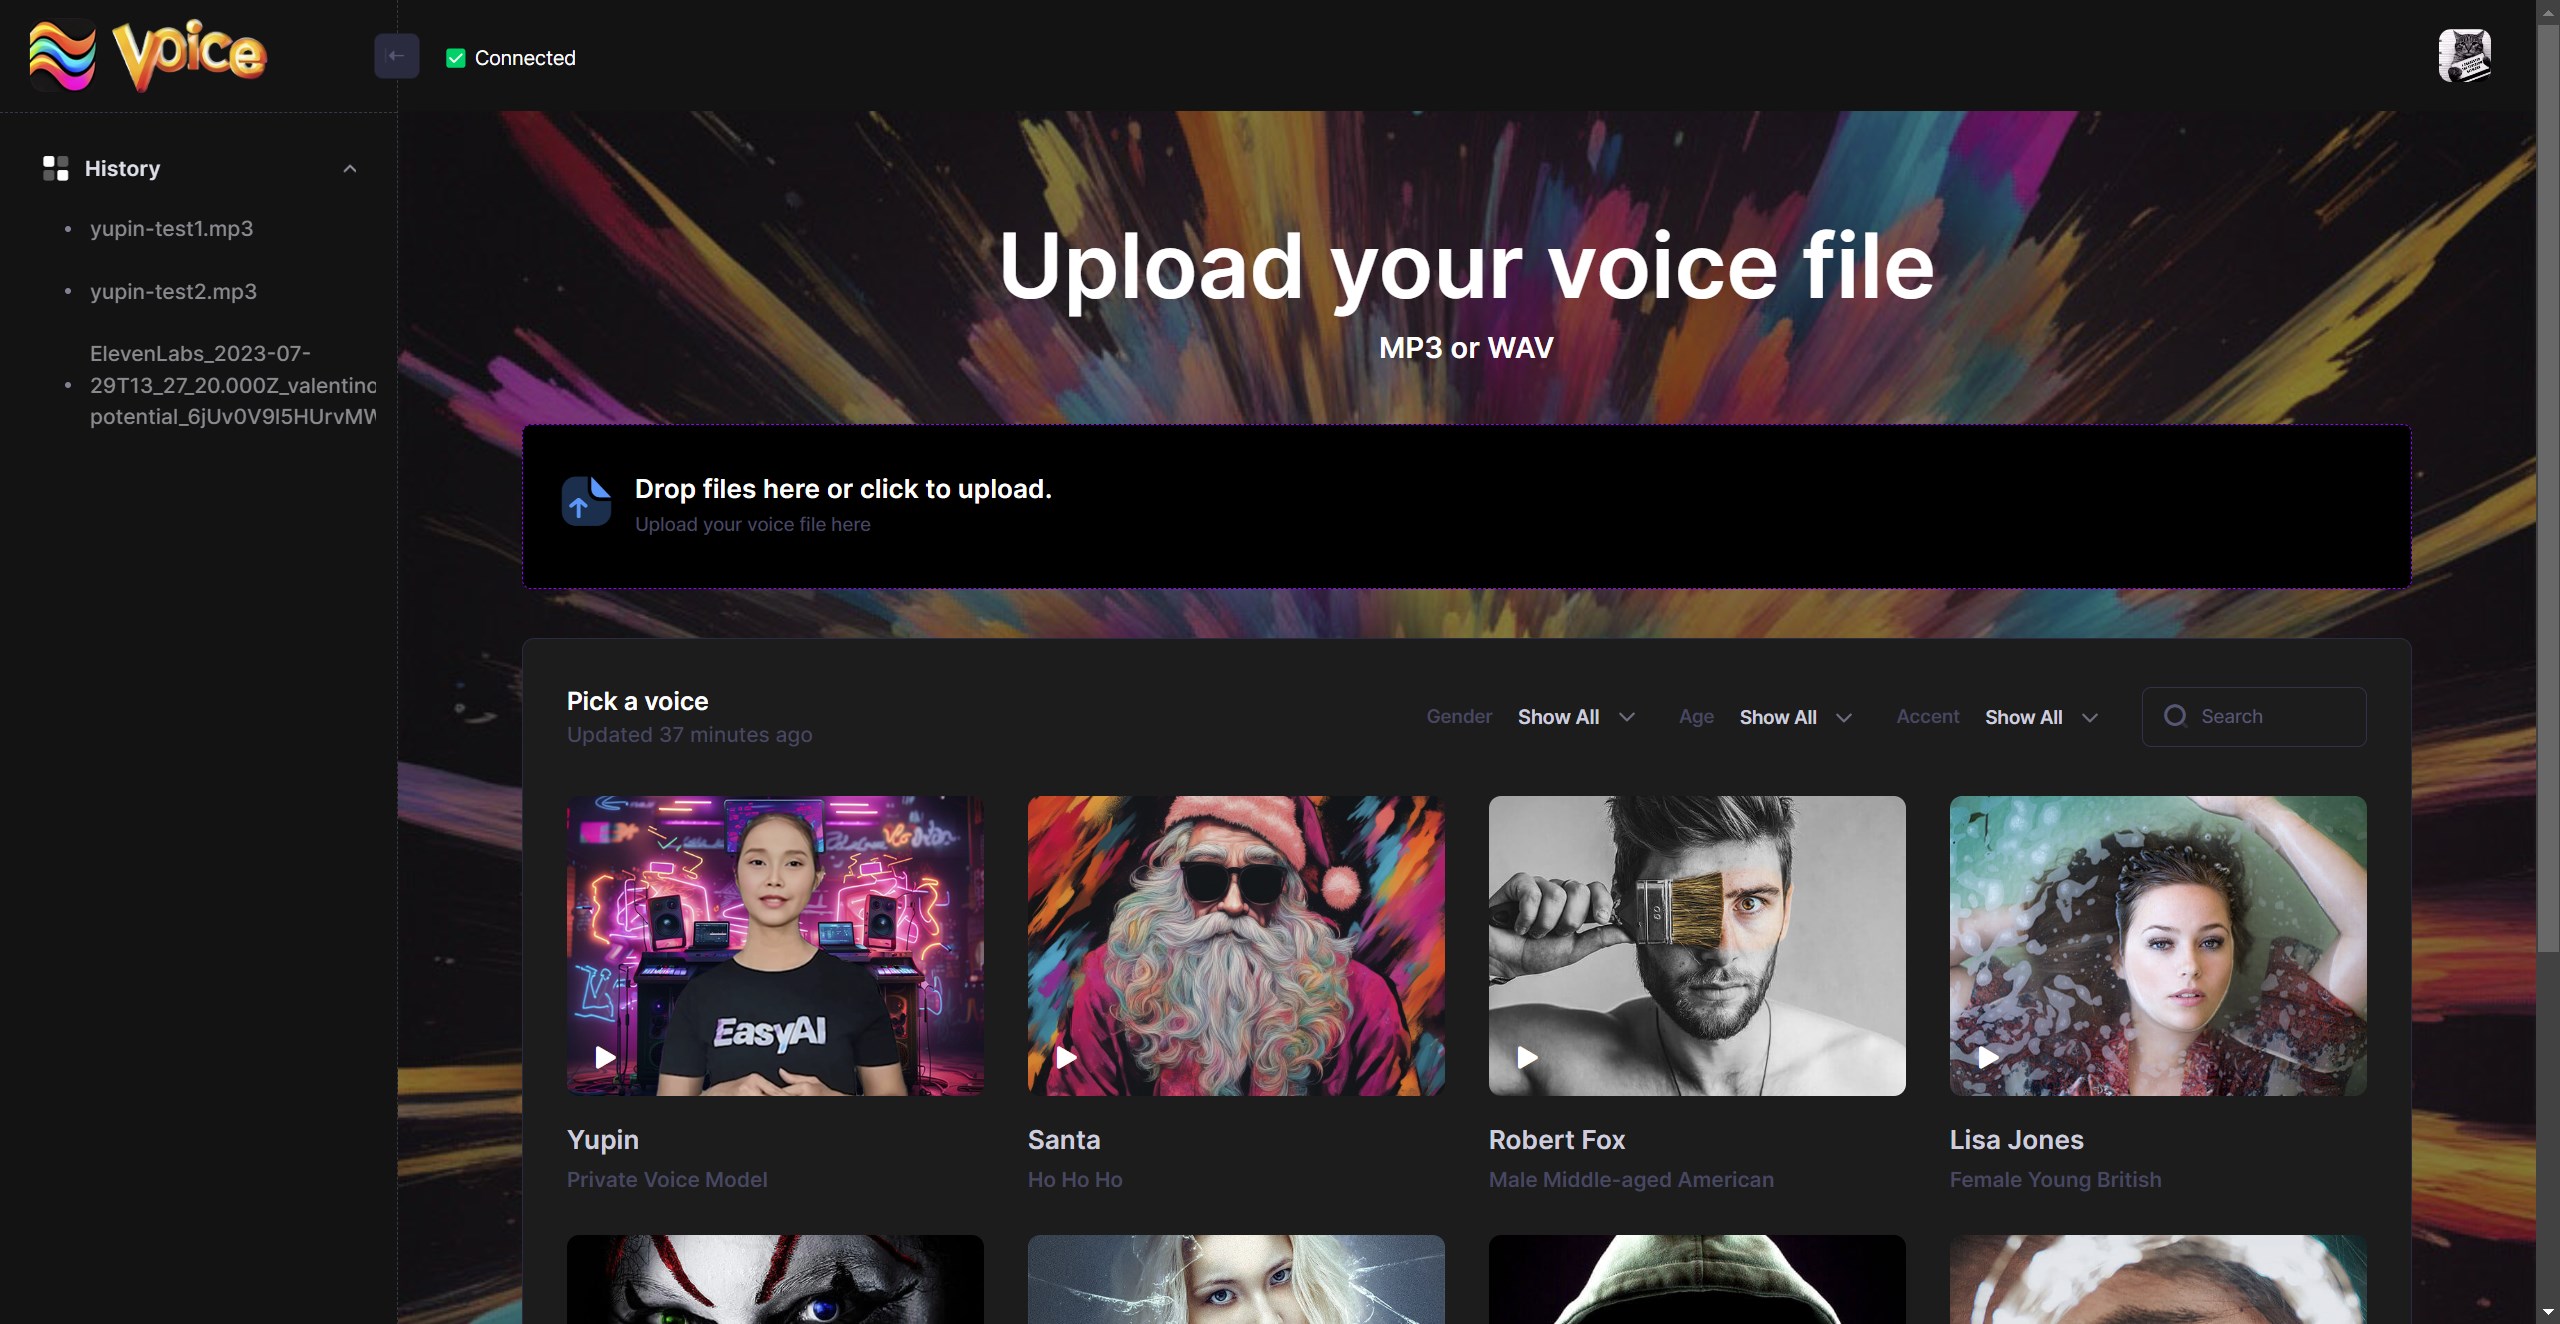 Voice
Connected
History
yupin-test1.mp3
yupin-test2.mp3
ElevenLabs_2023-07-
29T13_27_20.000Z_valentino
potential_6jUv0V9I5HUrvMW
Upload your voice file
MP3 or WAV
Drop files here or click to upload.
Upload your voice file here
Pick a voice
Updated 37 minutes ago
Gender Show All
Age Show All
Accent Show All
Search
EasyAI
Yupin
Private Voice Model
Santa
Ho Ho Ho
Robert Fox
Male Middle-aged American
Lisa Jones
Female Young British